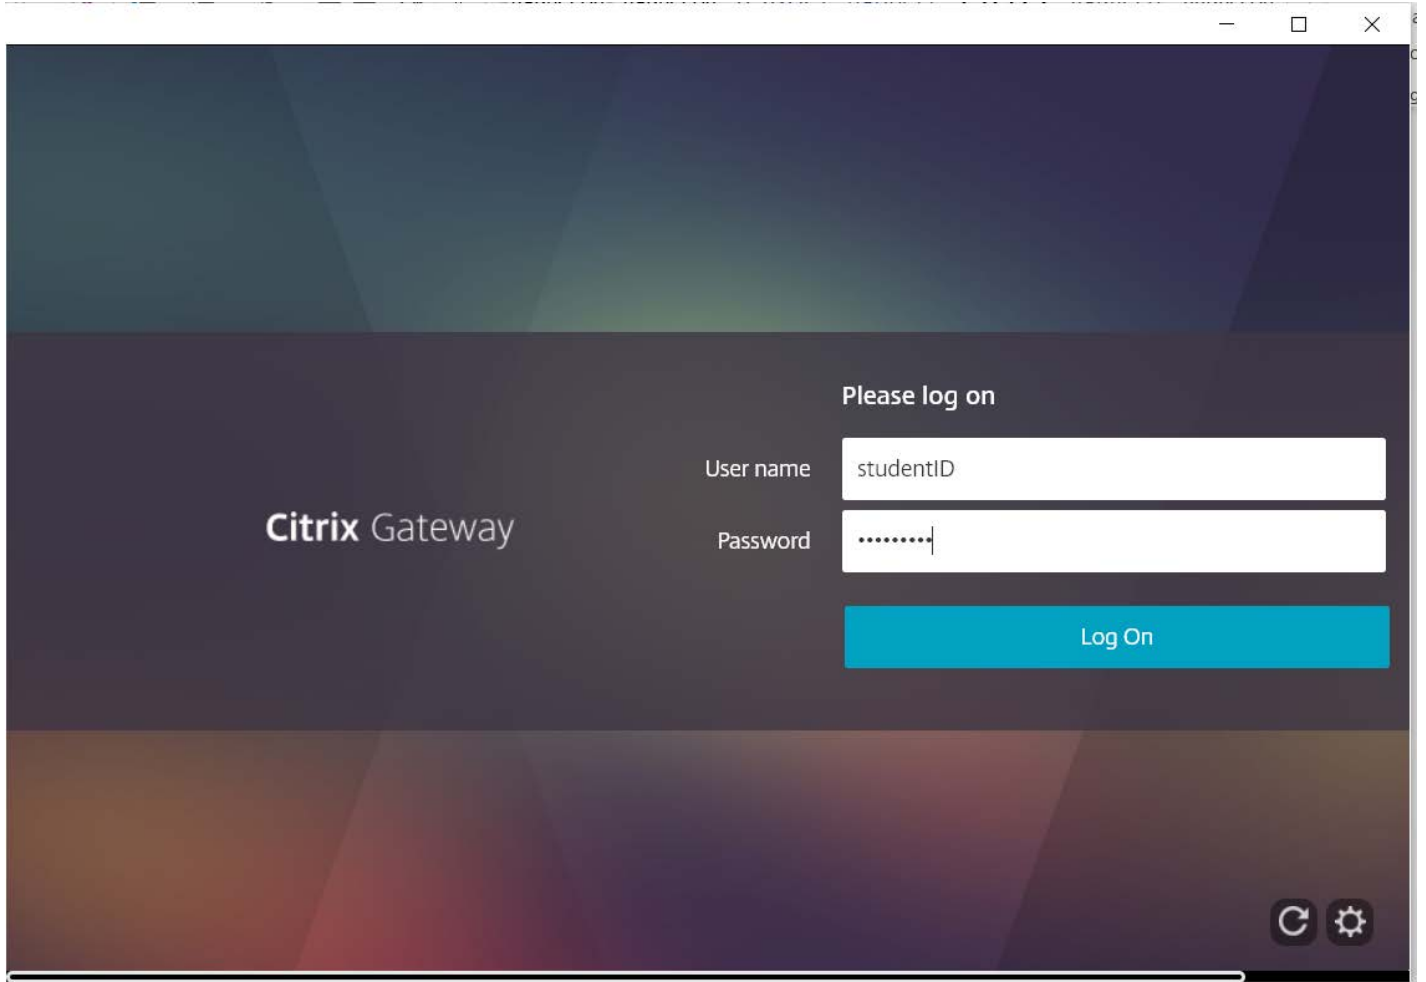 Please log on
User name studentID
Citrix Gateway
Password •••••••••
Log On